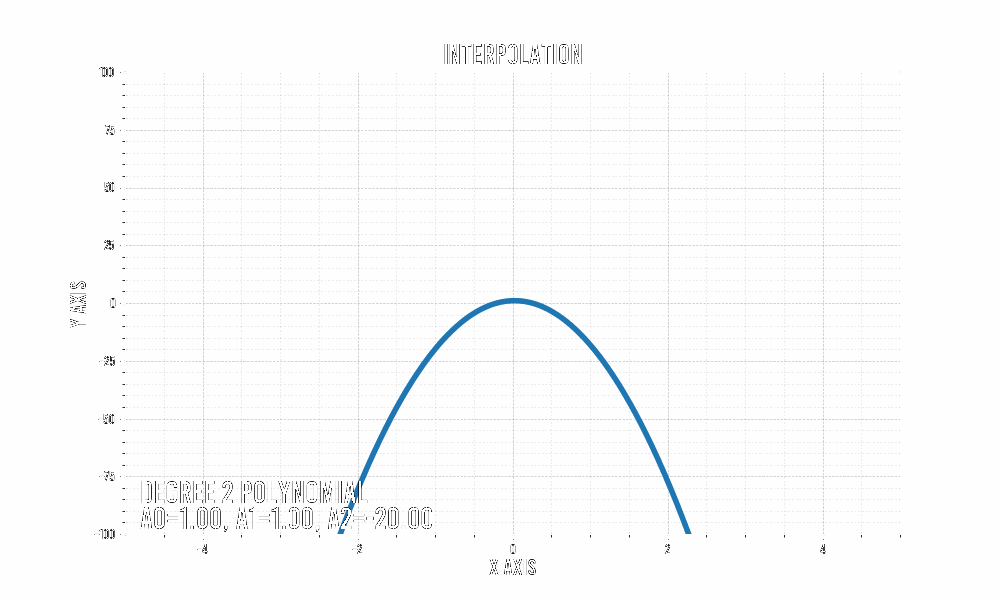 INTERPOLATION
100
75
50
25
0
-25
-50
-75
-100
Y AXIS
DEGREE 2 POLYNOMIAL
A0=1.00, A1=1.00, A2=-20.00
-4
-2
0
2
4
X AXIS